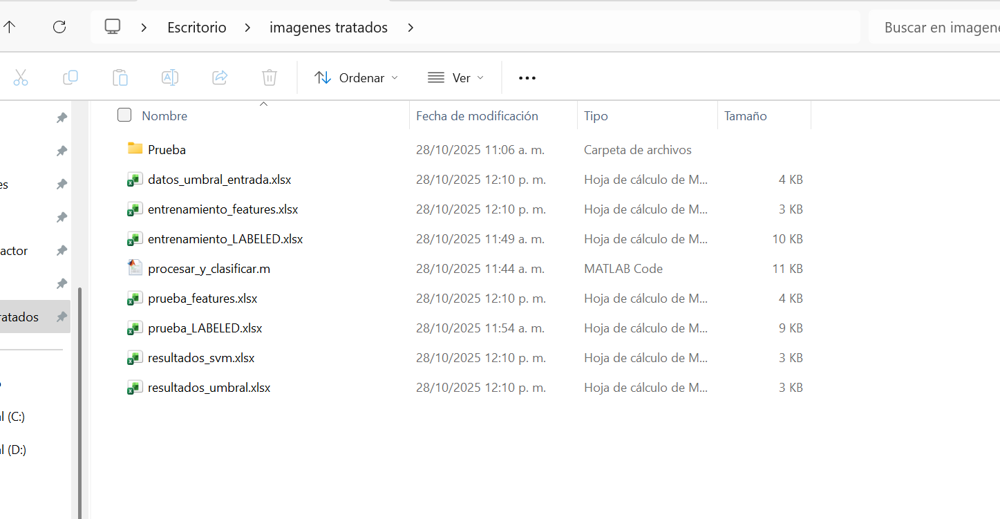 Escritorio > imagenes tratados > Buscar en imagene
Ordenar Ver •••
Nombre Fecha de modificación Tipo Tamaño
Prueba 28/10/2025 11:06 a. m. Carpeta de archivos
es datos_umbral_entrada.xlsx 28/10/2025 12:10 p. m. Hoja de cálculo de M... 4 KB
entrenamiento_features.xlsx 28/10/2025 12:10 p. m. Hoja de cálculo de M... 3 KB
actor entrenamiento_LABELED.xlsx 28/10/2025 11:49 a. m. Hoja de cálculo de M... 10 KB
procesar_y_clasificar.m 28/10/2025 11:44 a. m. MATLAB Code 11 KB
prueba_features.xlsx 28/10/2025 12:10 p. m. Hoja de cálculo de M... 4 KB
ratados prueba_LABELED.xlsx 28/10/2025 11:54 a. m. Hoja de cálculo de M... 9 KB
resultados_svm.xlsx 28/10/2025 12:10 p. m. Hoja de cálculo de M... 3 KB
resultados_umbral.xlsx 28/10/2025 12:10 p. m. Hoja de cálculo de M... 3 KB
l (C:)
l (D:)